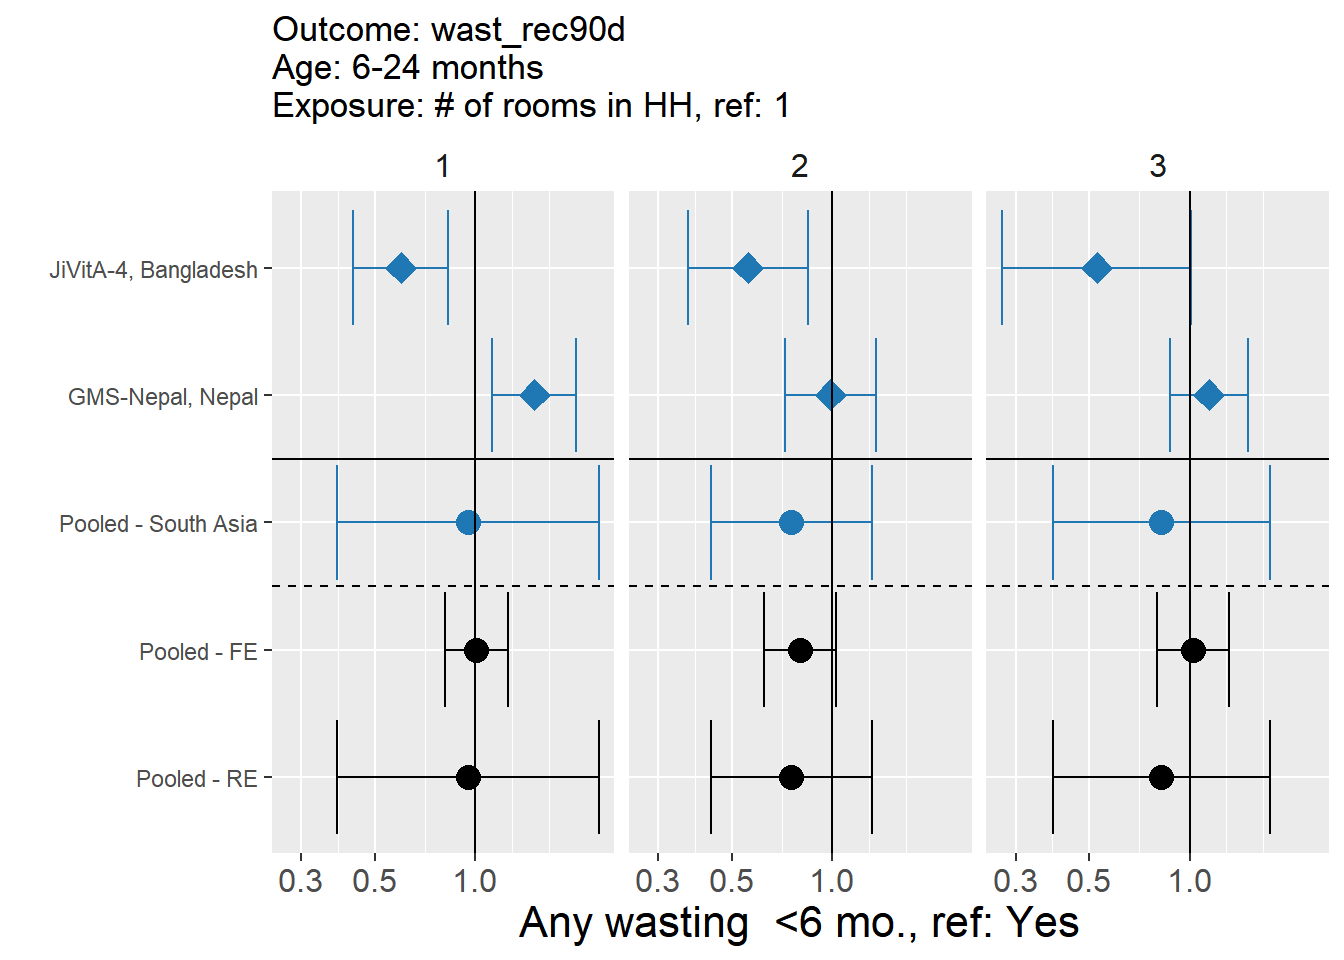 Outcome: wast_rec90d
Age: 6-24 months
Exposure: # of rooms in HH, ref: 1
1 2 3
JiVitA-4, Bangladesh
GMS-Nepal, Nepal
Pooled - South Asia
Pooled - FE
Pooled - RE
0.3 0.5 1.0 0.3 0.5 1.0 0.3 0.5 1.0
Any wasting  <6 mo., ref: Yes